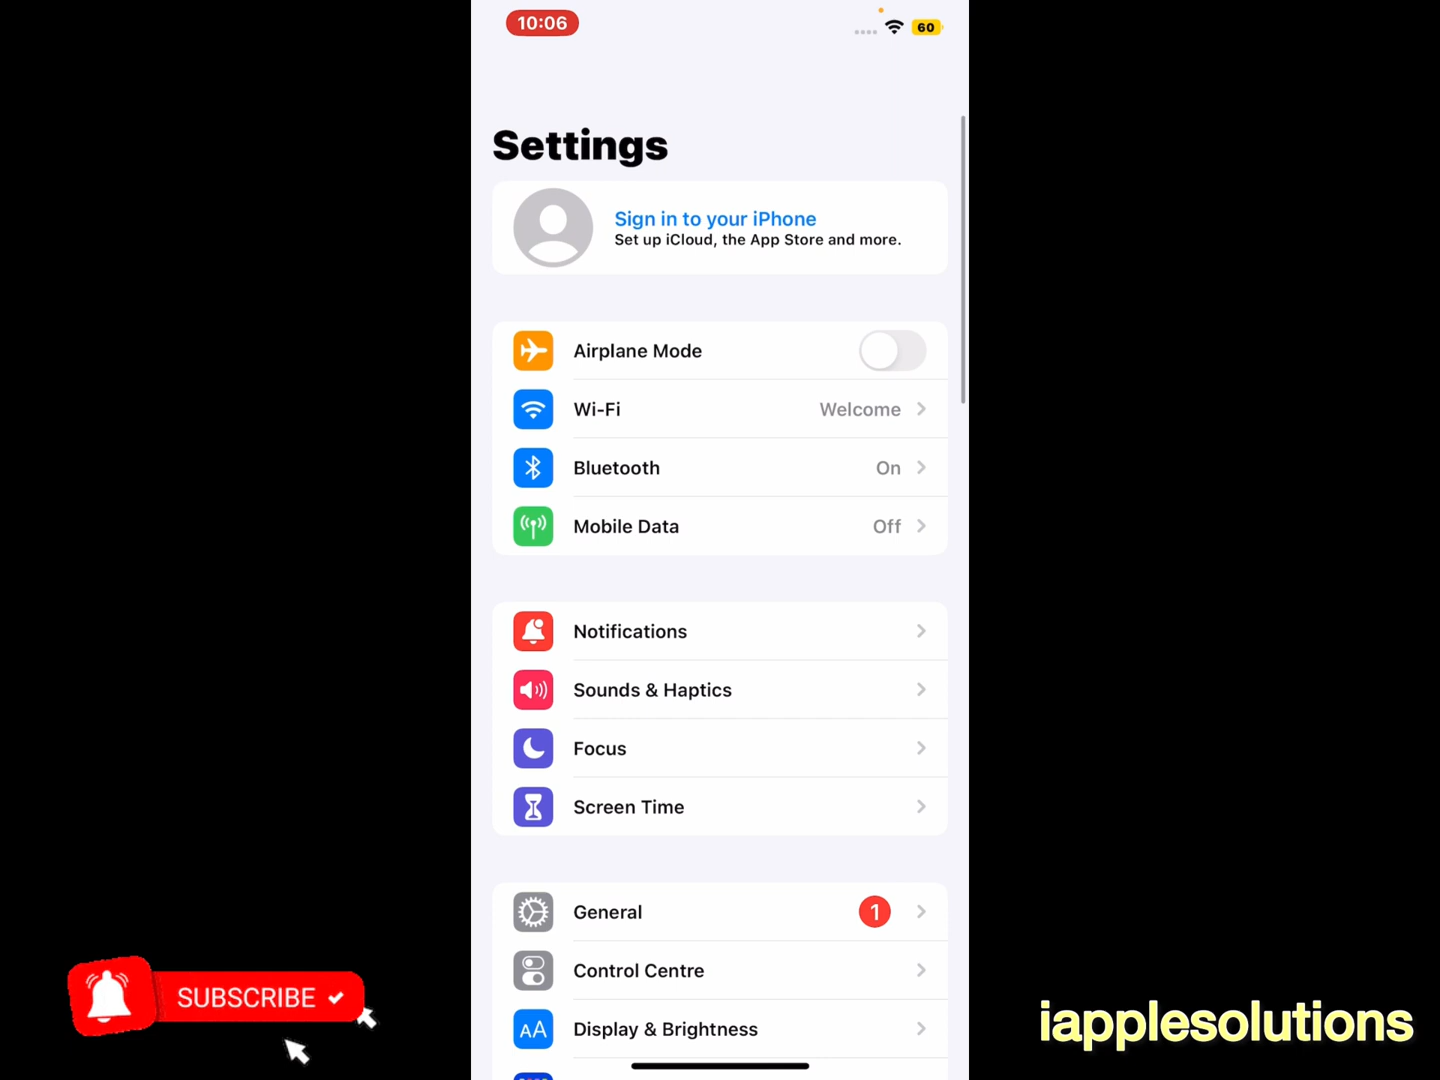 10:06
60
Settings
Sign in to your iPhone
Set up iCloud, the App Store and more.
Airplane Mode
Wi-Fi Welcome
Bluetooth On
Mobile Data Off
Notifications
Sounds & Haptics
Focus
Screen Time
General 1
Control Centre
AA Display & Brightness
SUBSCRIBE
iapplesolutions